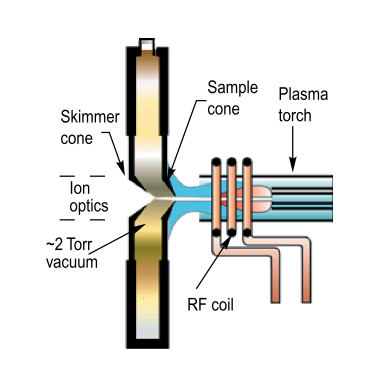 Sample
cone
Plasma
torch
Skimmer
cone
Ion
optics
~2 Torr
vacuum
RF coil